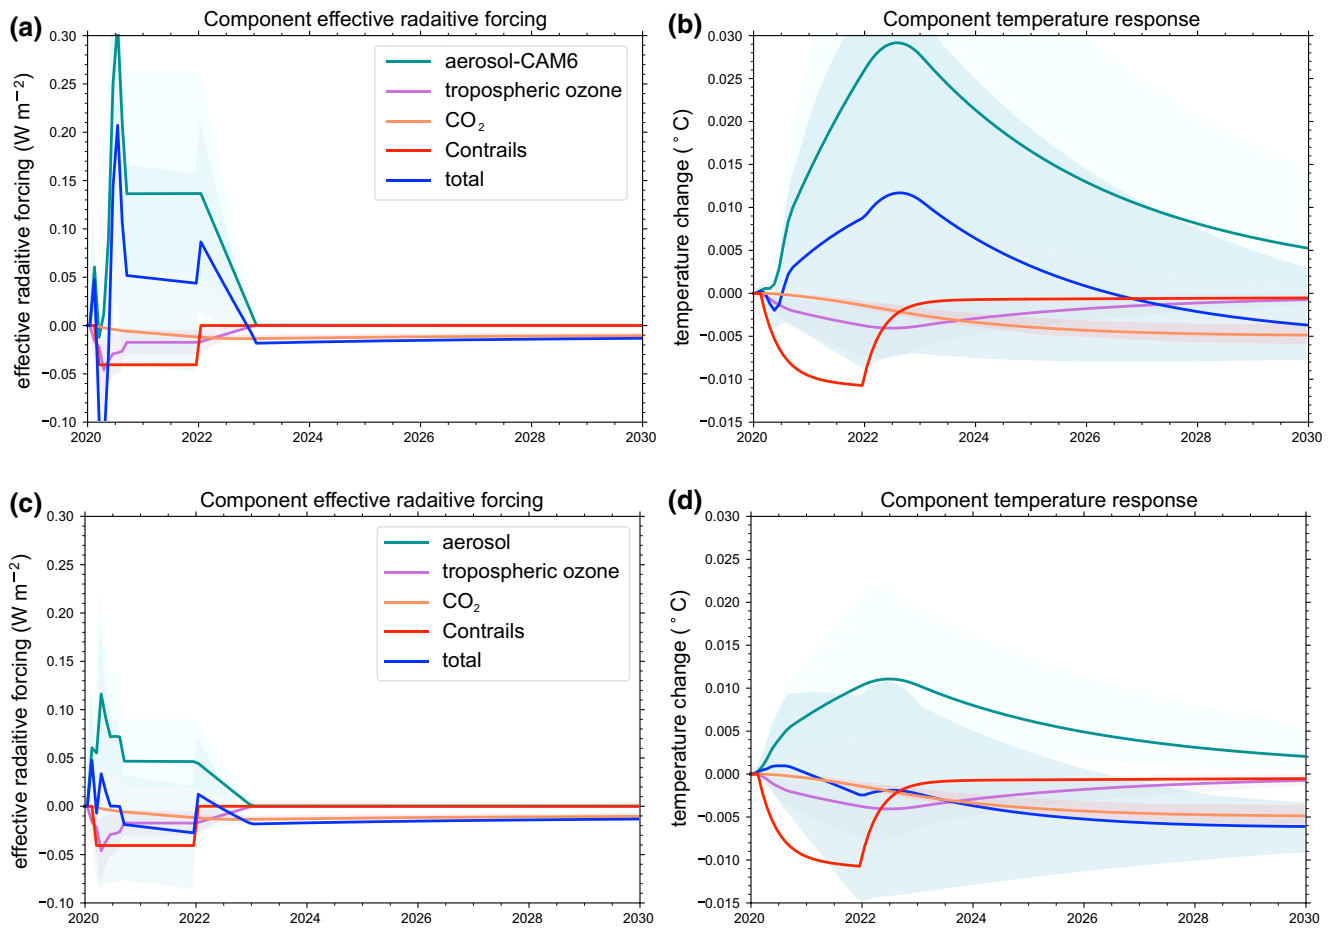 (a)
Component effective radaitive forcing
effective radaitive forcing (W m−2)
0.30
0.25
0.20
0.15
0.10
0.05
0.00
−0.05
−0.10
2020
2022
2024
2026
2028
2030
aerosol-CAM6
tropospheric ozone
CO2
Contrails
total
(b)
Component temperature response
temperature change ( ° C)
0.030
0.025
0.020
0.015
0.010
0.005
0.000
−0.005
−0.010
−0.015
2020
2022
2024
2026
2028
2030
(c)
Component effective radaitive forcing
effective radaitive forcing (W m−2)
0.30
0.25
0.20
0.15
0.10
0.05
0.00
−0.05
−0.10
2020
2022
2024
2026
2028
2030
aerosol
tropospheric ozone
CO2
Contrails
total
(d)
Component temperature response
temperature change ( ° C)
0.030
0.025
0.020
0.015
0.010
0.005
0.000
−0.005
−0.010
−0.015
2020
2022
2024
2026
2028
2030